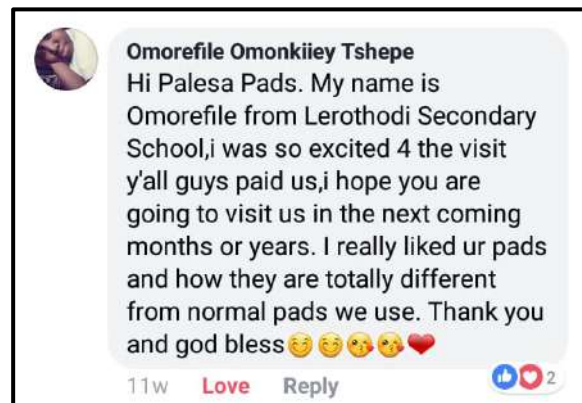 Omorefile Omonkiiey Tshepe
Hi Palesa Pads. My name is
Omorefile from Lerothodi Secondary
School,i was so excited 4 the visit
y'all guys paid us,i hope you are
going to visit us in the next coming
months or years. I really liked ur pads
and how they are totally different
from normal pads we use. Thank you
and god bless😊😊😘😘❤
11w Love Reply 2